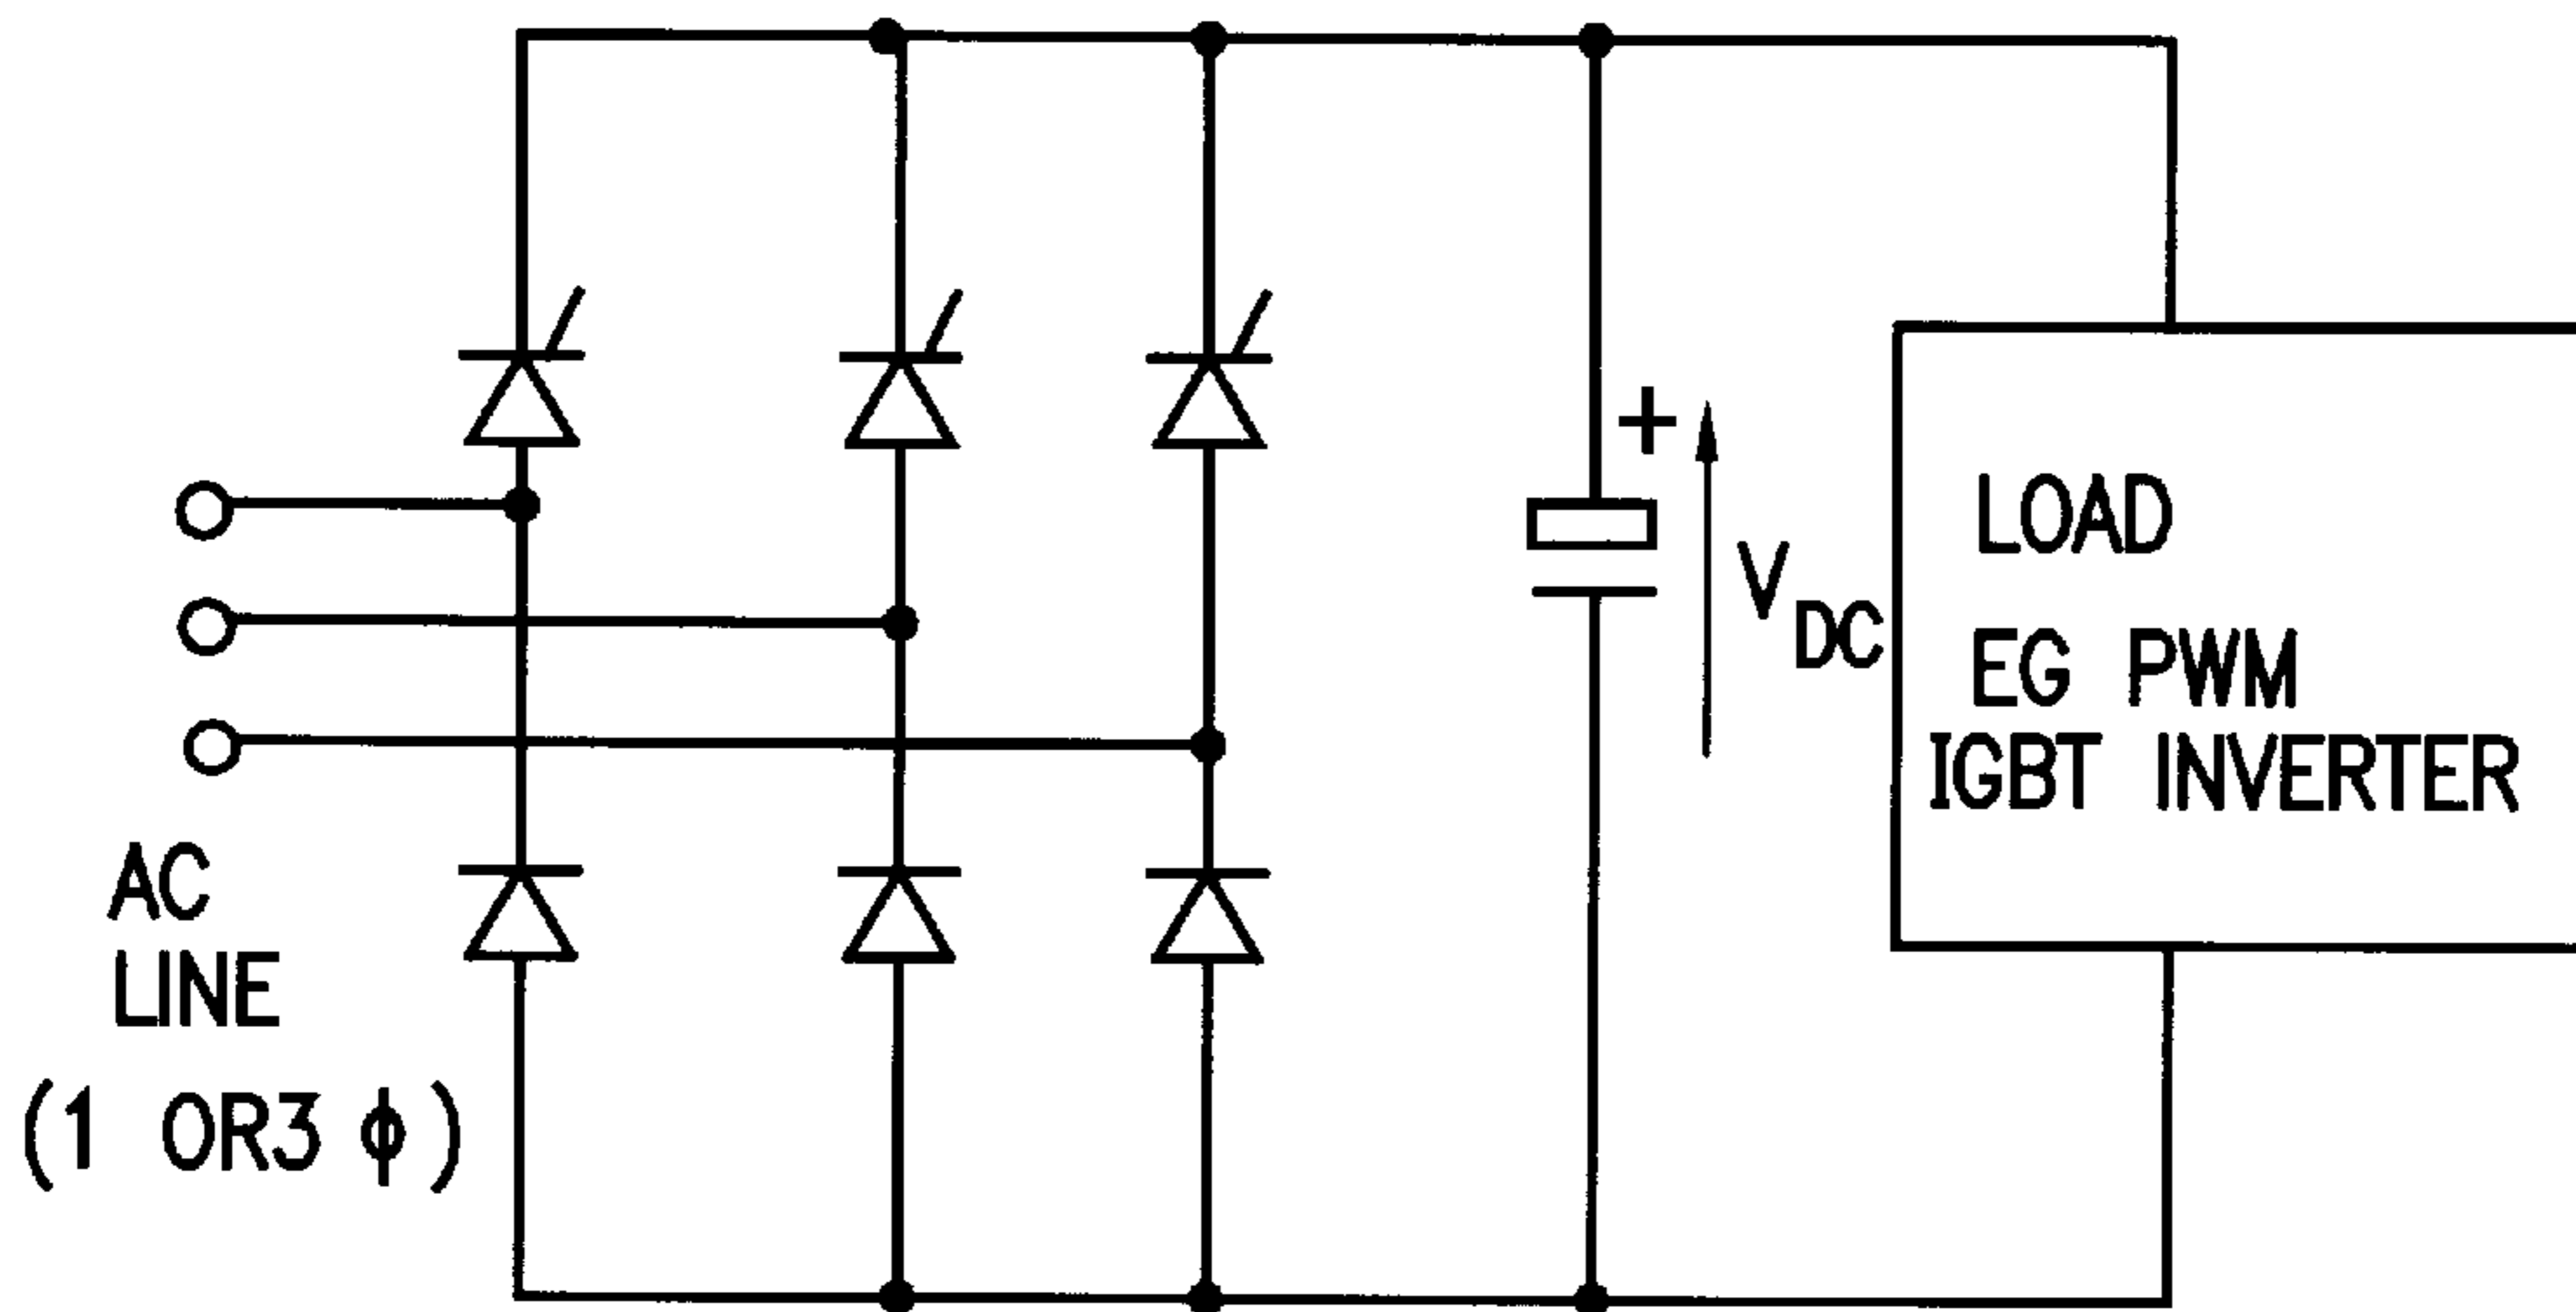 +
V DC
LOAD
EG PWM
IGBT INVERTER
AC
LINE
(1 OR3 ϕ)